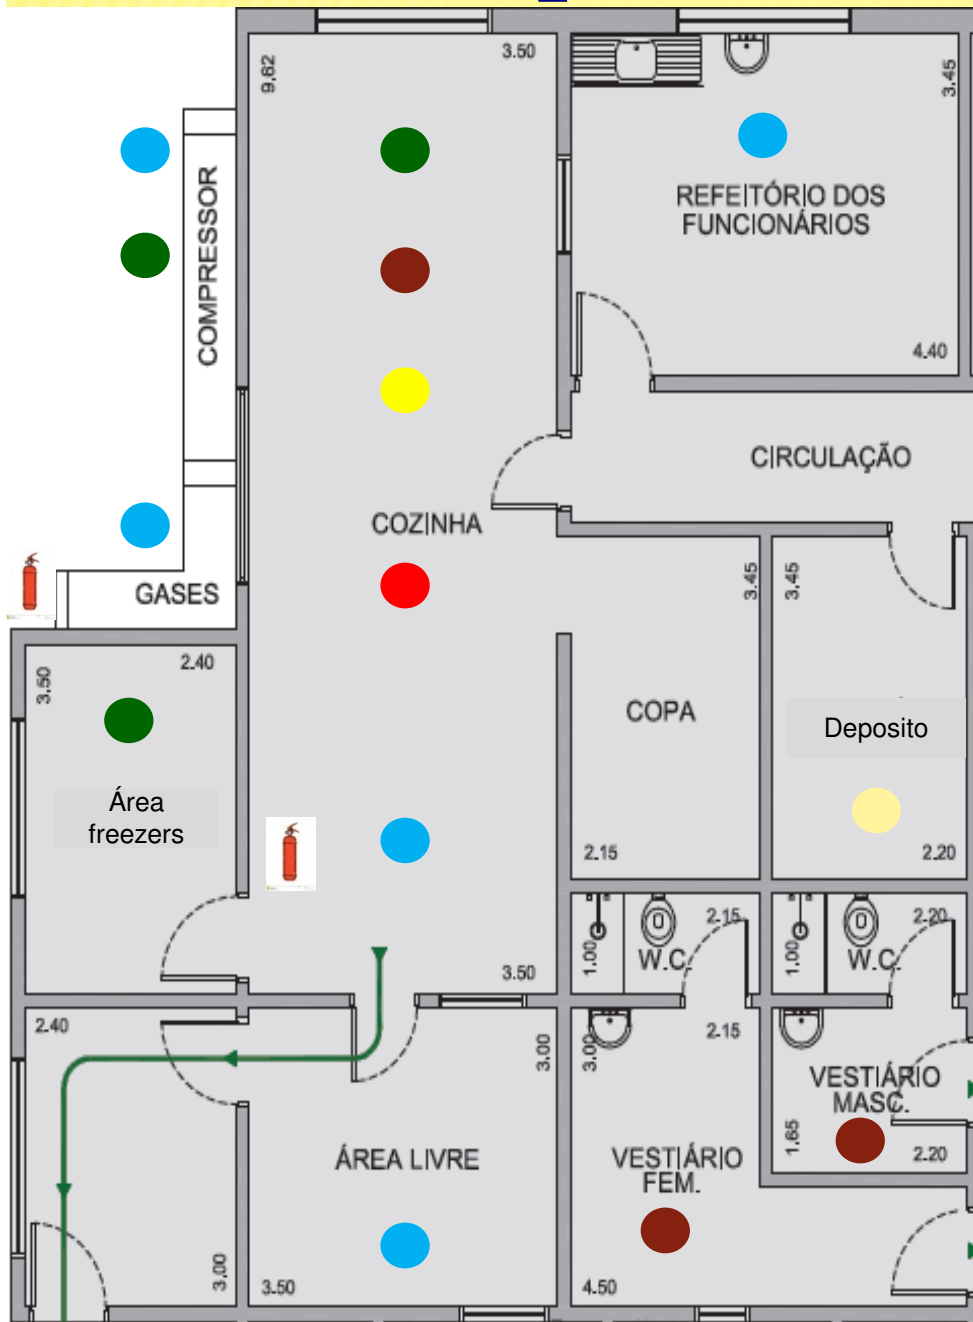 3.50
9.62
3.45
COMPRESSOR
REFEITÓRIO DOS
FUNCIONÁRIOS
4.40
CIRCULAÇÃO
COZINHA
GASES
3.45
3.45
2.40
3.50
COPA
Deposito
Área
freezers
2.15
2.20
2.15
2.20
1.00
W.C.
1.00
W.C.
3.50
2.40
3.00
3.00
2.15
VESTIÁRIO
MASC.
1.65
2.20
ÁREA LIVRE
VESTIÁRIO
FEM.
3.00
3.50
4.50